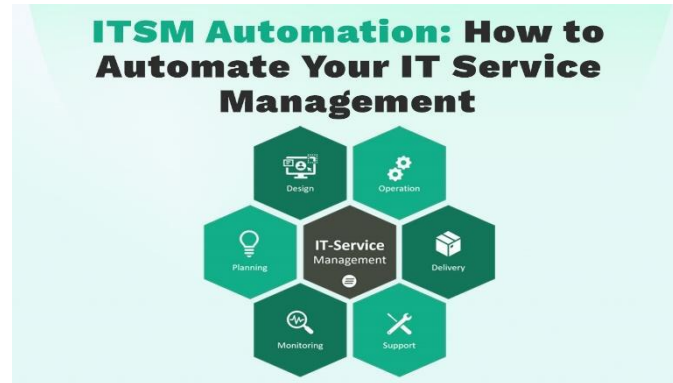 ITSM Automation: How to
Automate Your IT Service
Management
Design
Operation
Planning
IT-Service
Management
Delivery
Monitoring
Support